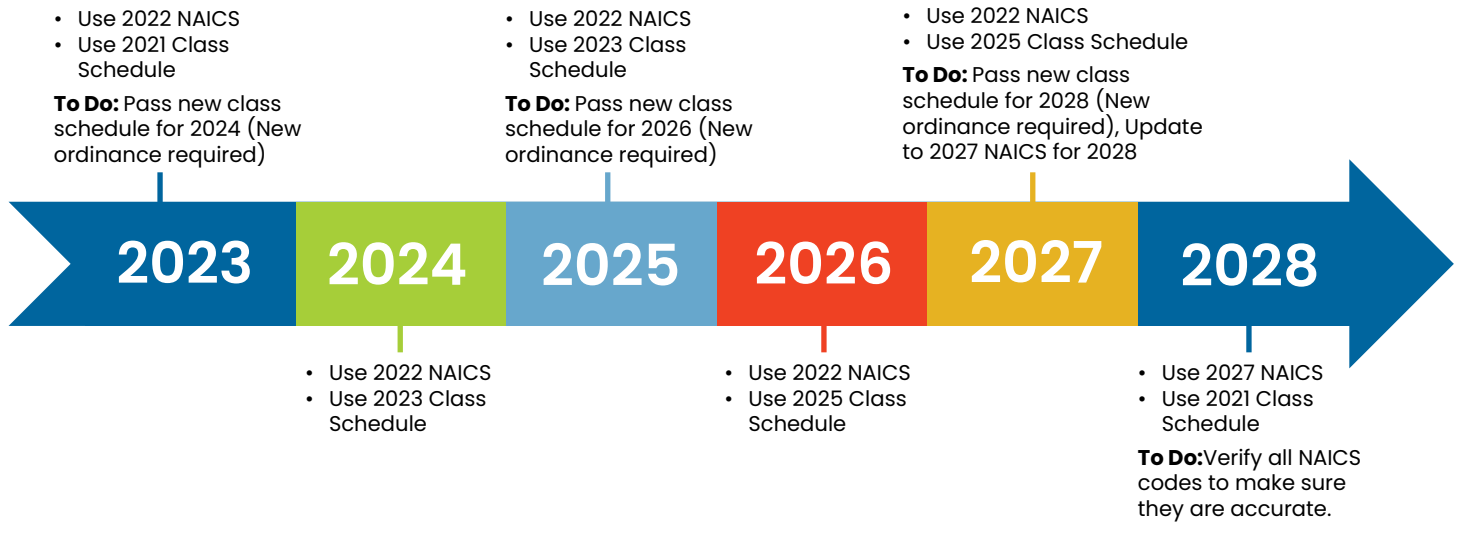 • Use 2022 NAICS
• Use 2021 Class
Schedule
To Do: Pass new class
schedule for 2024 (New
ordinance required)
• Use 2022 NAICS
• Use 2023 Class
Schedule
To Do: Pass new class
schedule for 2026 (New
ordinance required)
• Use 2022 NAICS
• Use 2025 Class Schedule
To Do: Pass new class
schedule for 2028 (New
ordinance required), Update
to 2027 NAICS for 2028
2023
2024
2025
2026
2027
2028
• Use 2022 NAICS
• Use 2023 Class
Schedule
• Use 2022 NAICS
• Use 2025 Class
Schedule
• Use 2027 NAICS
• Use 2021 Class
Schedule
To Do:Verify all NAICS
codes to make sure
they are accurate.